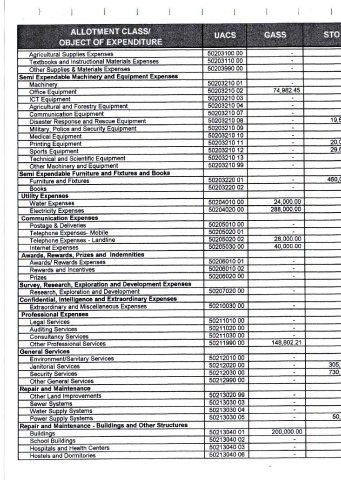 ALLOTMENT CLASS/ OBJECT OF EXPENDITURE UACS GASS STO
Agricultural Supplies Expenses 50203100 00 -
Textbooks and Instructional Materials Expenses 50203110 00 -
Other Supplies & Materials Expenses 50203990 00 -
Semi Expendable Machinery and Equipment Expenses
Machinery 50203210 01 -
Office Equipment 50203210 02 74,982.45
ICT Equipment 50203210 03 -
Agricultural and Forestry Equipment 50203210 04 -
Communication Equipment 50203210 07 -
Disaster Response and Rescue Equipment 50203210 08 -
Military, Police and Security Equipment 50203210 09 -
Medical Equipment 50203210 10 -
Printing Equipment 50203210 11 -
Sports Equipment 50203210 12 -
Technical and Scientific Equipment 50203210 13 -
Other Machinery and Equipment 50203210 99 -
Semi Expendable Furniture and Fixtures and Books
Furniture and Fixtures 50203220 01 -
Books 50203220 02 -
Utility Expenses
Water Expenses 50204010 00 24,000.00
Electricity Expenses 50204020 00 288,000.00
Communication Expenses
Postage & Deliveries 50205010 00 -
Telephone Expenses- Mobile 50205020 01 -
Telephone Expenses - Landline 50205020 02 28,000.00
Internet Expenses 50205030 00 40,000.00
Awards, Rewards, Prizes and Indemnities
Awards/ Rewards Expenses 50206010 01 -
Rewards and Incentives 50206010 02 -
Prizes 50206020 00 -
Survey, Research, Exploration and Development Expenses
Research, Exploration and Development 50207020 00 -
Confidential, Intelligence and Extraordinary Expenses
Extraordinary and Miscellaneous Expenses 50210030 00 -
Professional Expenses
Legal Services 50211010 00 -
Auditing Services 50211020 00 -
Consultancy Services 50211030 00 -
Other Professional Services 50211990 00 148,602.21
General Services
Environment/Sanitary Services 50212010 00 -
Janitorial Services 50212020 00 - 305,
Security Services 50212030 00 - 730,
Other General Services 50212990 00 -
Repair and Maintenance
Other Land Improvements 50213020 99 -
Sewer Systems 50213030 03 -
Water Supply Systems 50213030 04 -
Power Supply Systems 50213030 05 - 50,
Repair and Maintenance - Buildings and Other Structures
Buildings 50213040 01 200,000.00
School Buildings 50213040 02 -
Hospitals and Health Centers 50213040 03 -
Hostels and Dormitories 50213040 06 -